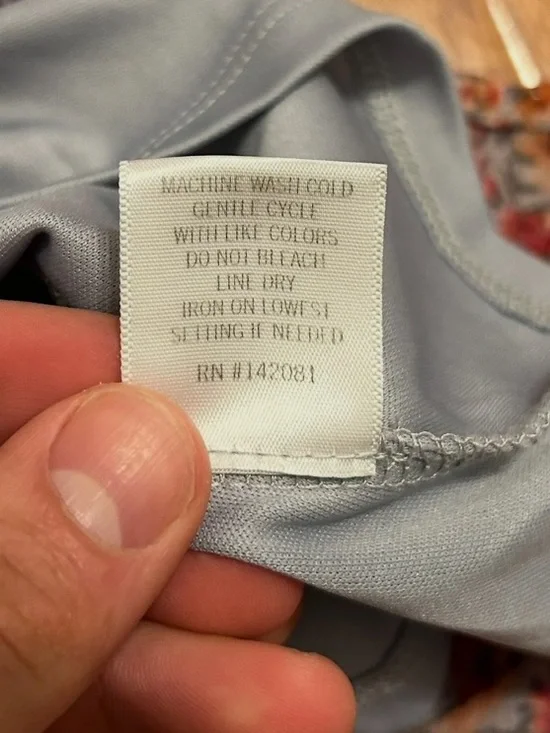 MACHINE WASH COLD
GENTLE CYCLE
WITH LIKE COLORS
DO NOT BLEACH
LINE DRY
IRON ON LOWEST
SETTING IF NEEDED
RN #142081